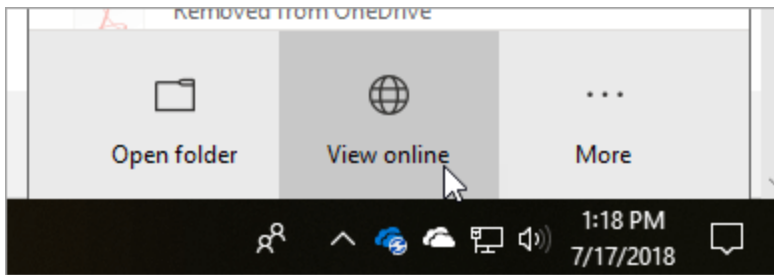 Removed from OneDrive
Open folder View online More
1:18 PM
7/17/2018